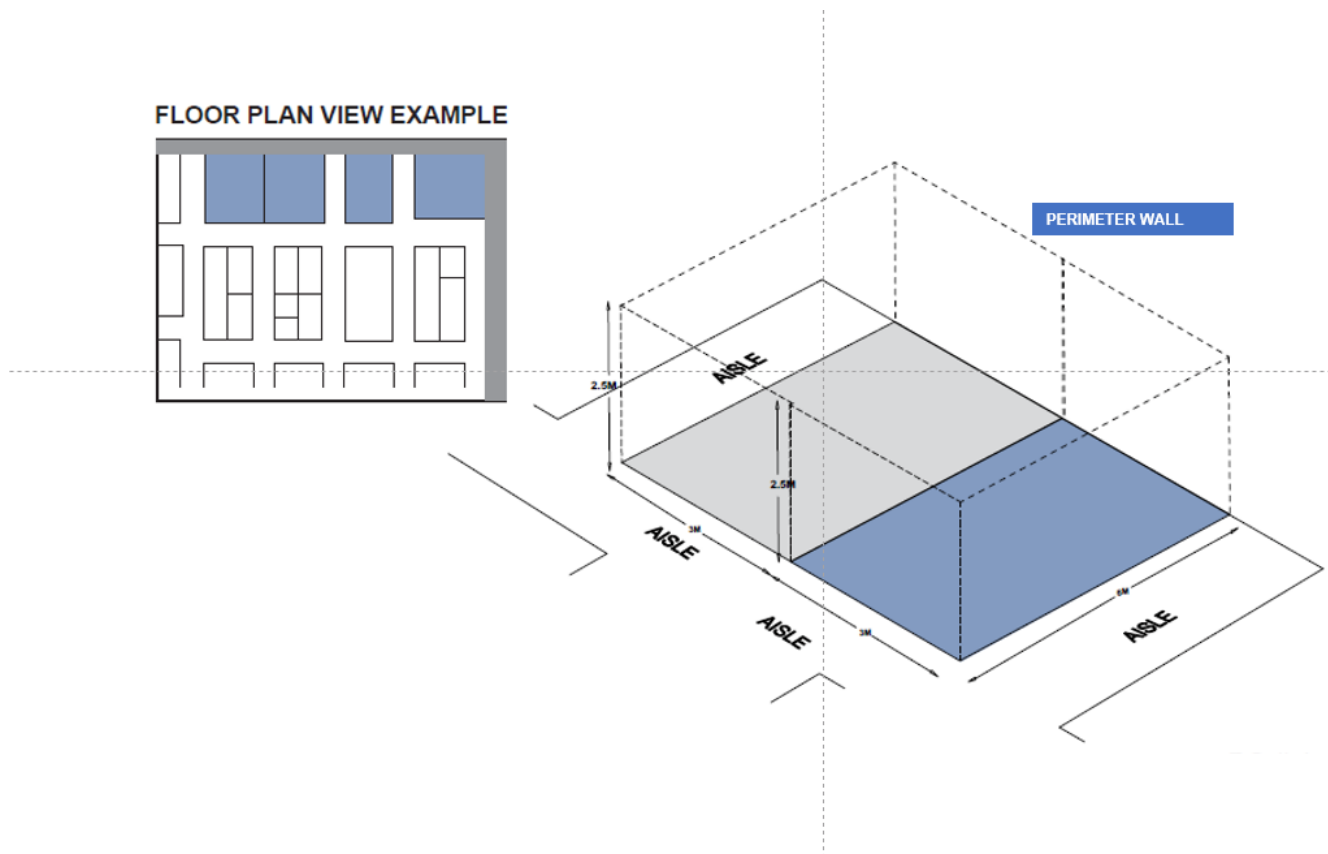 FLOOR PLAN VIEW EXAMPLE
PERIMETER WALL
AISLE
2.5M
2.5M
3M
AISLE
6M
AISLE
3M
AISLE